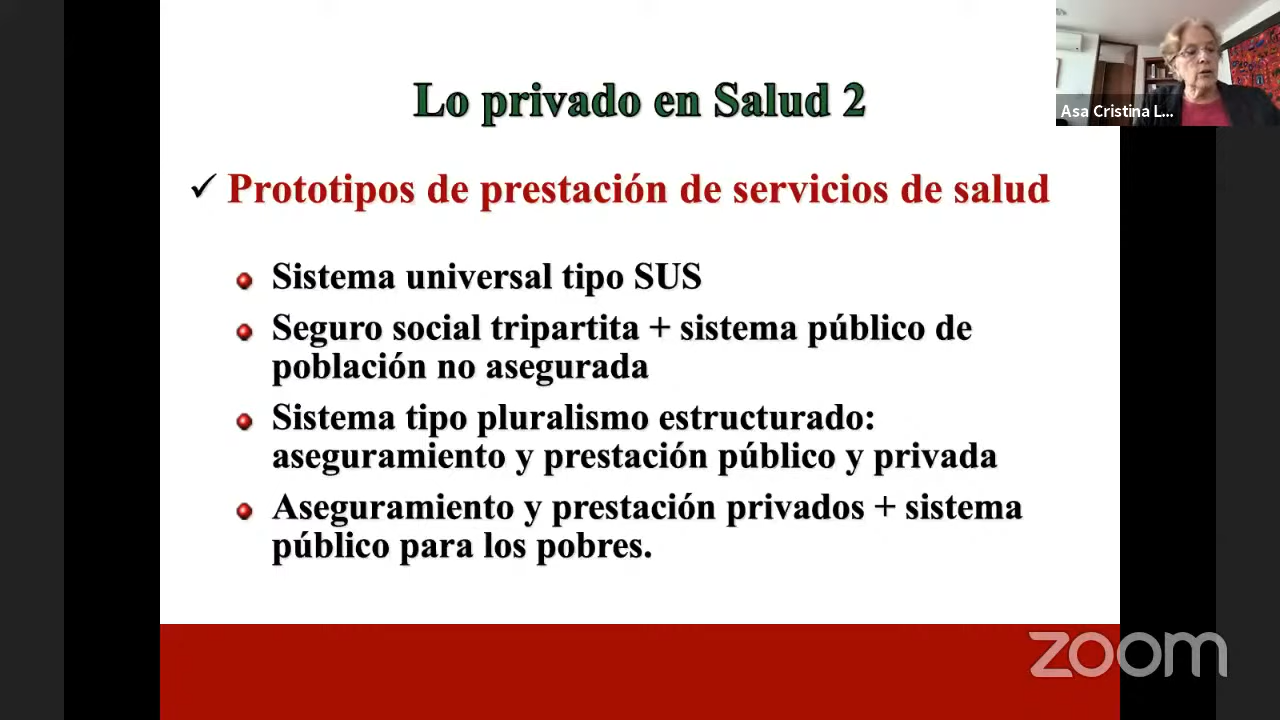 Lo privado en Salud 2
Asa Cristina L...
Prototipos de prestación de servicios de salud
Sistema universal tipo SUS
Seguro social tripartita + sistema público de
población no asegurada
Sistema tipo pluralismo estructurado:
aseguramiento y prestación público y privada
Aseguramiento y prestación privados + sistema
público para los pobres.
zoom